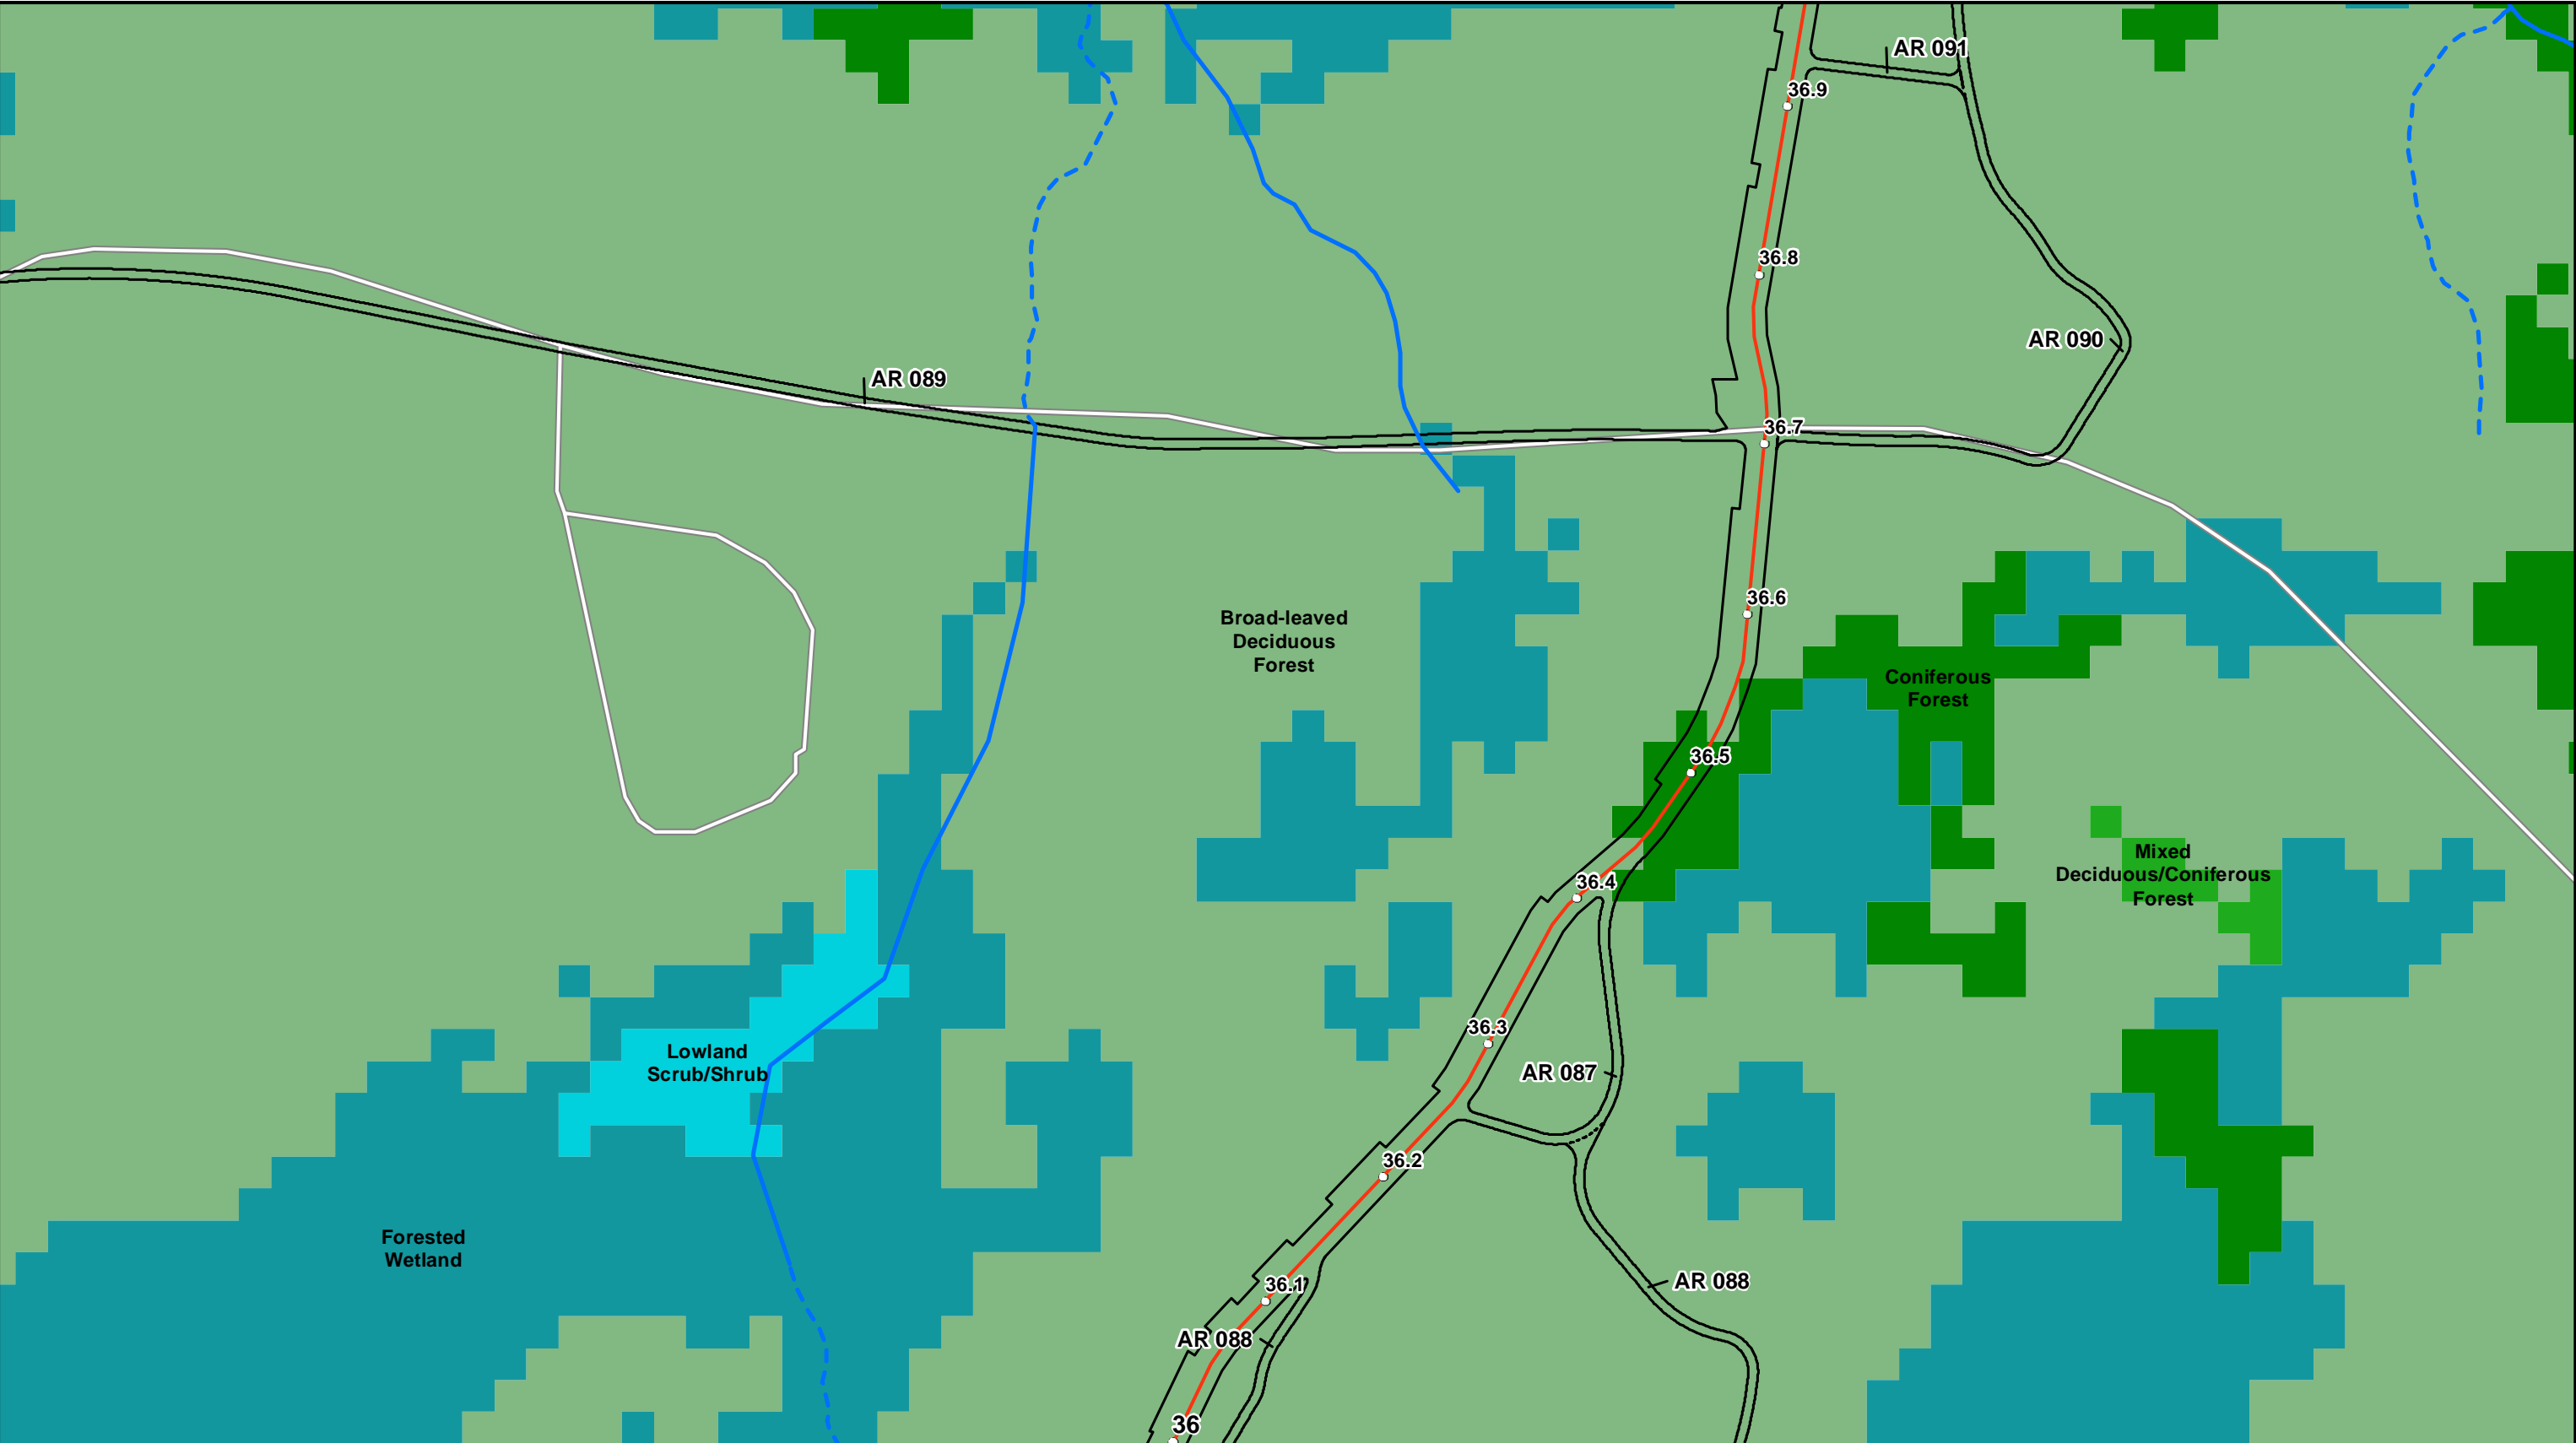 AR 091
36.9
36.8
AR 090
AR 089
36.7
36.6
Broad-leaved
Deciduous
Forest
Coniferous
Forest
36.5
Mixed
Deciduous/Coniferous
Forest
36.4
36.3
Lowland
Scrub/Shrub
AR 087
36.2
Forested
Wetland
AR 088
36.1
AR 088
36